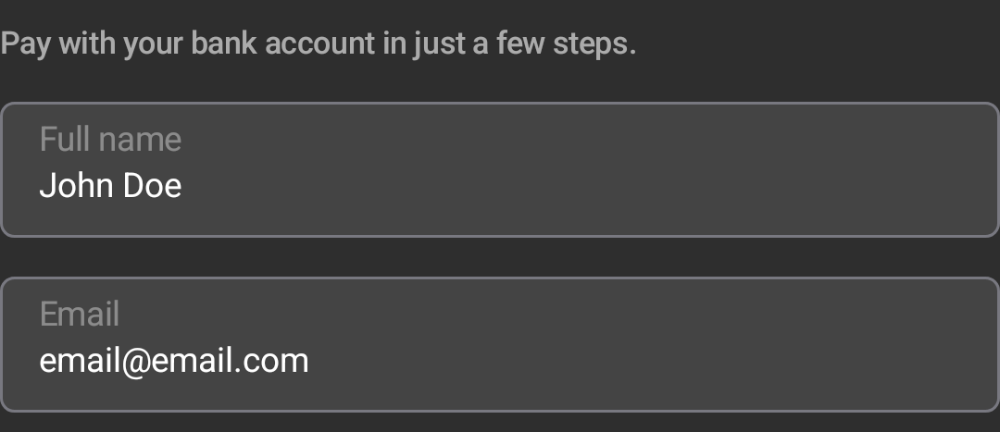 Pay with your bank account in just a few steps.
Full name
John Doe
Email
email@email.com